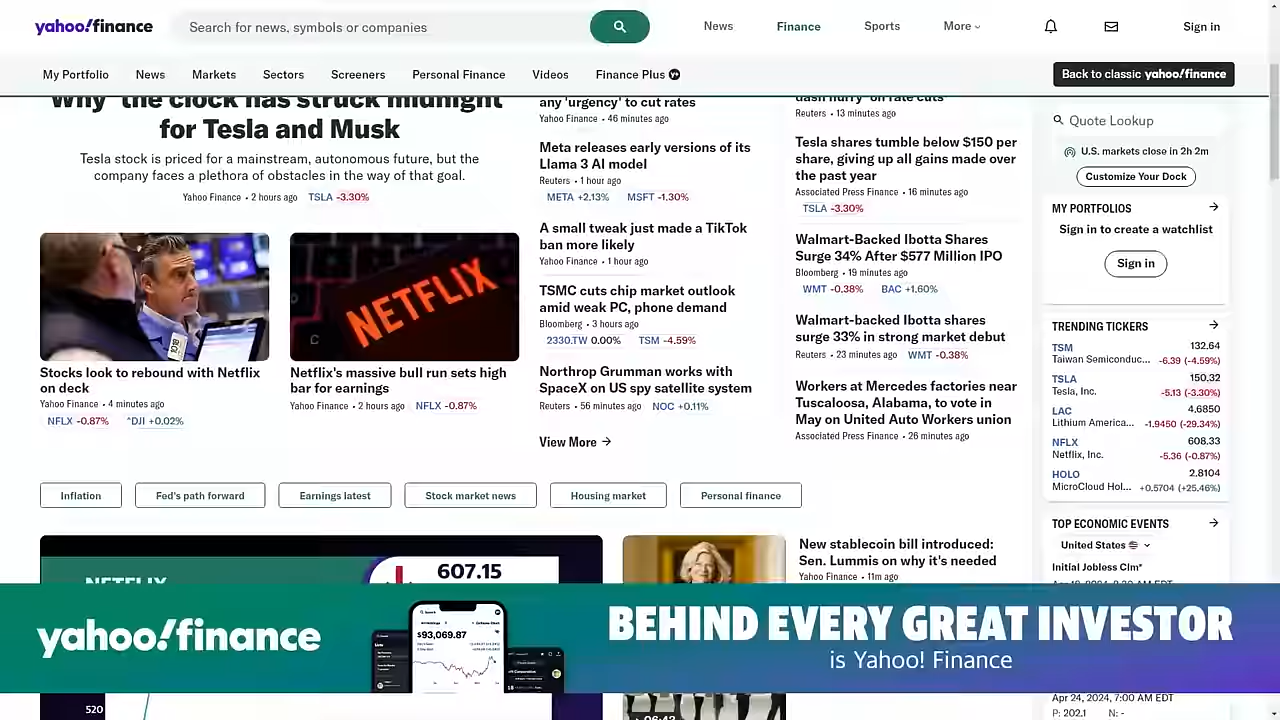 yahoo!finance
Search for news, symbols or companies
News
Finance
Sports
More
Sign in
My Portfolio
News
Markets
Sectors
Screeners
Personal Finance
Videos
Finance Plus
Back to classic yahoo!finance
Why 'the clock has struck midnight'
for Tesla and Musk
Tesla stock is priced for a mainstream, autonomous future, but the
company faces a plethora of obstacles in the way of that goal.
Yahoo Finance • 2 hours ago TSLA -3.30%
NETFLIX
Stocks look to rebound with Netflix
on deck
Yahoo Finance • 4 minutes ago
NFLX -0.87% ^DJI +0.02%
Netflix's massive bull run sets high
bar for earnings
Yahoo Finance • 2 hours ago NFLX -0.87%
any 'urgency' to cut rates
Yahoo Finance • 46 minutes ago
Meta releases early versions of its
Llama 3 AI model
Reuters • 1 hour ago
META +2.13% MSFT -1.30%
A small tweak just made a TikTok
ban more likely
Yahoo Finance • 1 hour ago
TSMC cuts chip market outlook
amid weak PC, phone demand
Bloomberg • 3 hours ago
2330.TW 0.00% TSM -4.59%
Northrop Grumman works with
SpaceX on US spy satellite system
Reuters • 56 minutes ago NOC +0.11%
View More
dash flurry' on rate cuts
Reuters • 13 minutes ago
Tesla shares tumble below $150 per
share, giving up all gains made over
the past year
Associated Press Finance • 16 minutes ago
TSLA -3.30%
Walmart-Backed Ibotta Shares
Surge 34% After $577 Million IPO
Bloomberg • 19 minutes ago
WMT -0.38% BAC +1.60%
Walmart-backed Ibotta shares
surge 33% in strong market debut
Reuters • 23 minutes ago WMT -0.38%
Workers at Mercedes factories near
Tuscaloosa, Alabama, to vote in
May on United Auto Workers union
Associated Press Finance • 26 minutes ago
Quote Lookup
U.S. markets close in 2h 2m
Customize Your Dock
MY PORTFOLIOS
Sign in to create a watchlist
Sign in
TRENDING TICKERS
TSM 132.64
Taiwan Semiconduc... -6.39 (-4.59%)
TSLA 150.32
Tesla, Inc. -5.13 (-3.30%)
LAC 4.6850
Lithium America... -1.9450 (-29.34%)
NFLX 608.33
Netflix, Inc. -5.36 (-0.87%)
HOLO 2.8104
MicroCloud Hol... +0.5704 (+25.46%)
TOP ECONOMIC EVENTS
United States
Initial Jobless Clm*
Inflation
Fed's path forward
Earnings latest
Stock market news
Housing market
Personal finance
NETFLIX
607.15
New stablecoin bill introduced:
Sen. Lummis on why it's needed
Yahoo Finance • 11m ago
yahoo!finance
$93,069.87
BEHIND EVERY GREAT INVESTOR
is Yahoo! Finance
520
06:42
Apr 24, 2024, 7:00 AM EDT
P: 2021 N: -